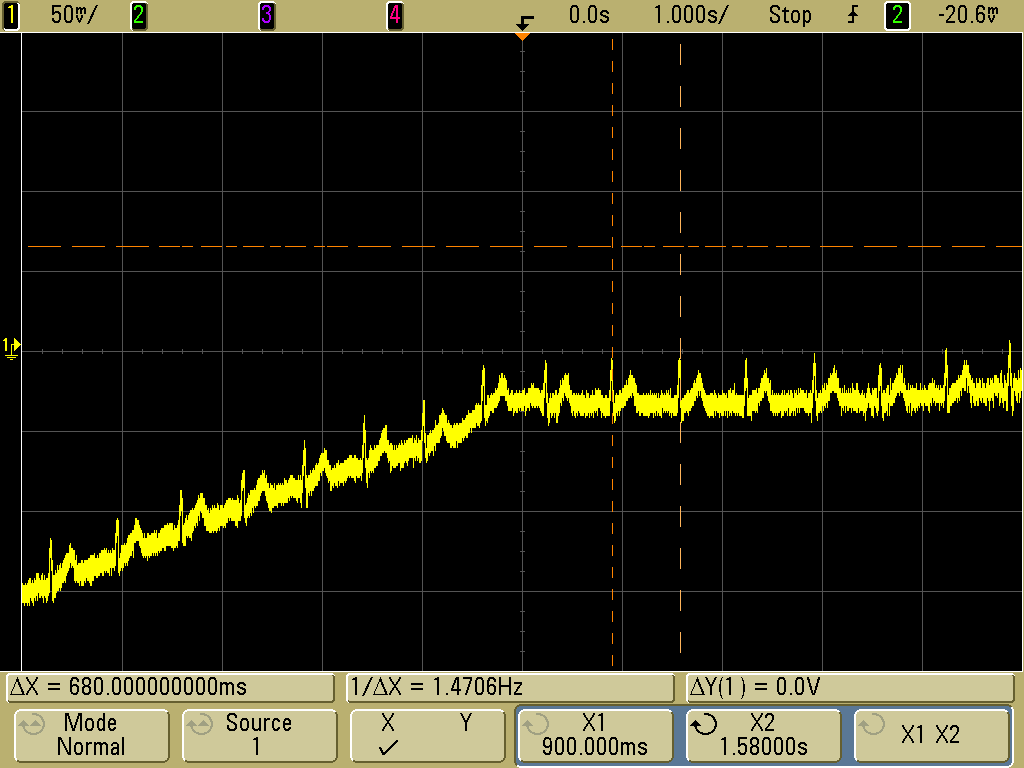 1 50mV/ 2 3 4 0.0s 1.000s/ Stop 2 -20.6mV
1
ΔX = 680.000000000ms 1/ΔX = 1.4706Hz ΔY(1) = 0.0V
Mode Source X Y X1 X2 X1 X2
Normal 1 ✓ 900.000ms 1.58000s